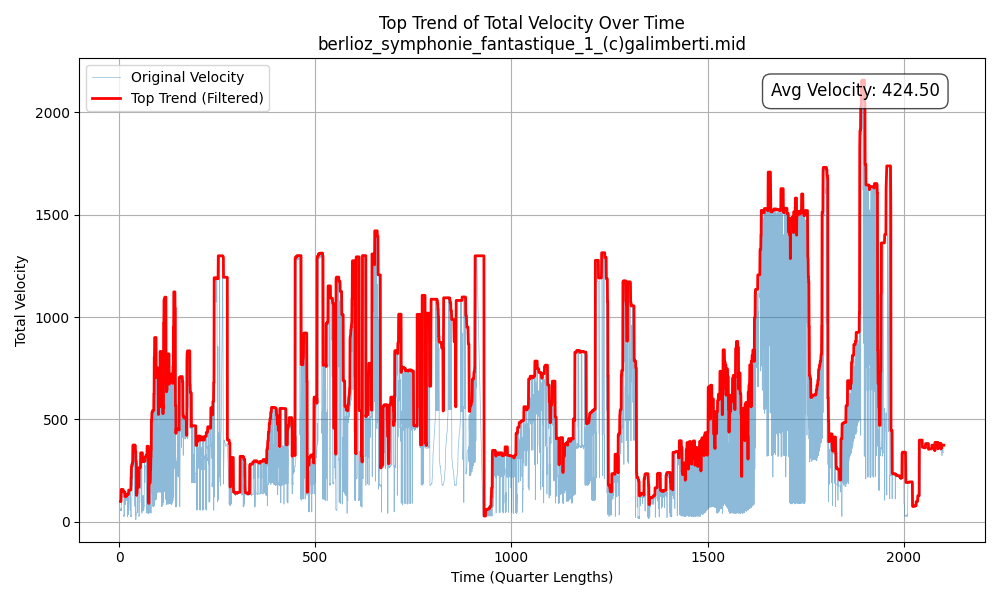 Top Trend of Total Velocity Over Time
berlioz_symphonie_fantastique_1_(c)galimberti.mid
Original Velocity
Top Trend (Filtered)
Avg Velocity: 424.50
2000
1500
1000
500
0
Total Velocity
0 500 1000 1500 2000
Time (Quarter Lengths)